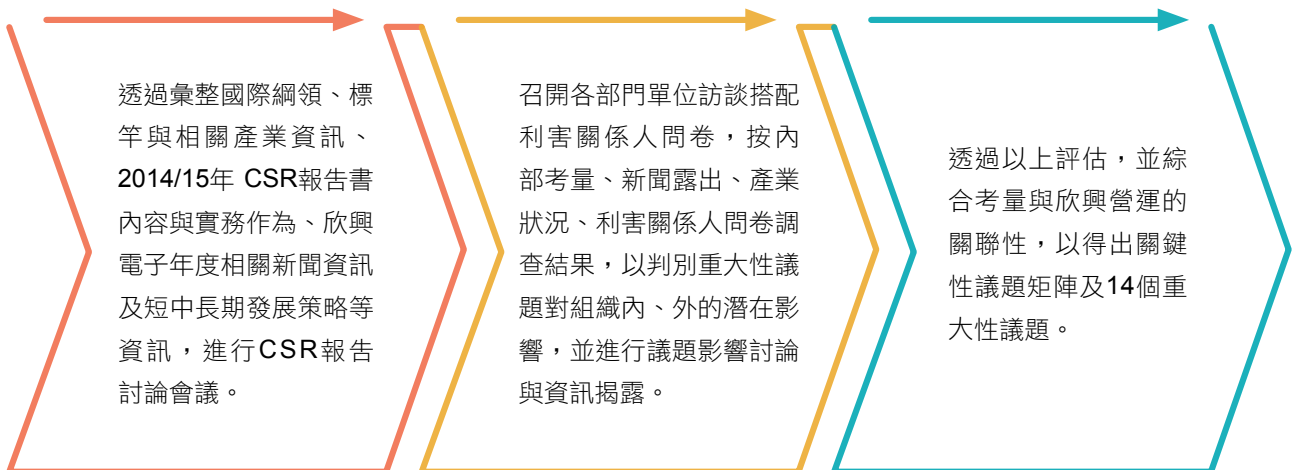 透過彙整國際綱領、標
竿與相關產業資訊、
2014/15年 CSR報告書
內容與實務作為、欣興
電子年度相關新聞資訊
及短中長期發展策略等
資訊，進行CSR報告
討論會議。
召開各部門單位訪談搭配
利害關係人問卷，按內
部考量、新聞露出、產業
狀況、利害關係人問卷調
查結果，以判別重大性議
題對組織內、外的潛在影
響，並進行議題影響討論
與資訊揭露。
透過以上評估，並綜
合考量與欣興營運的
關聯性，以得出關鍵
性議題矩陣及14個重
大性議題。